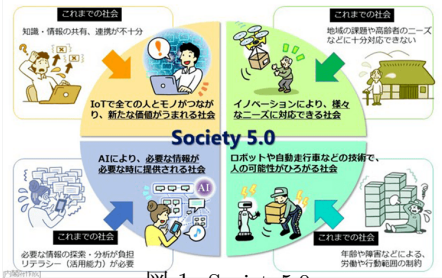 これまでの社会
知識・情報の共有、連携が不十分
これまでの社会
地域の課題や高齢者のニーズ
などに十分対応できない
IoTで全ての人とモノがつなが
り、新たな価値がうまれる社会
イノベーションにより、様々
なニーズに対応できる社会
Society 5.0
AIにより、必要な情報が
必要な時に提供される社会
ロボットや自動走行車などの技術で、
人の可能性がひろがる社会
AI
これまでの社会
必要な情報の探索・分析が負担
リテラシー(活用能力)が必要
これまでの社会
年齢や障害などによる、
労働や行動範囲の制約
図 1 Society 5.0